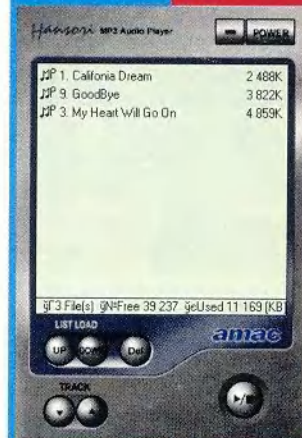 Hansori MP3 Audio Player
POWER
1. Califonia Dream 2 488K
9. GoodBye 3 822K
3. My Heart Will Go On 4 859K
3 File(s) Free 39 237 Used 11 169 (KB
LIST LOAD
amac
UP DOWN Del
TRACK